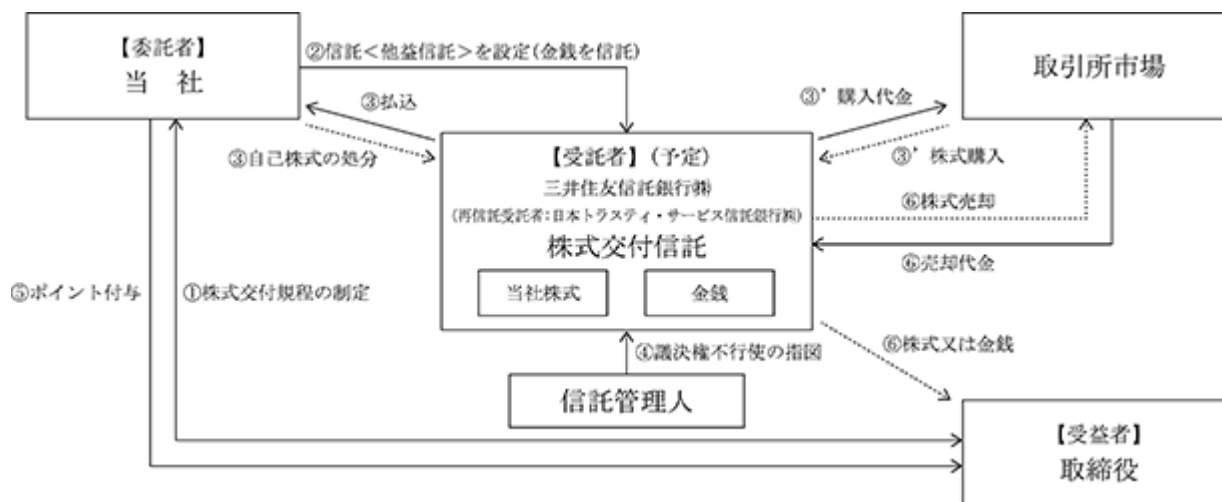 【委託者】
当　社
②信託＜他益信託＞を設定(金銭を信託)
取引所市場
③払込
③’購入代金
③自己株式の処分
【受託者】(予定)
③’株式購入
三井住友信託銀行㈱
⑥株式売却
(再信託受託者：日本トラスティ・サービス信託銀行㈱)
株式交付信託
⑥売却代金
⑤ポイント付与
①株式交付規程の制定
当社株式
金銭
④議決権不行使の指図
⑥株式又は金銭
信託管理人
【受益者】
取締役